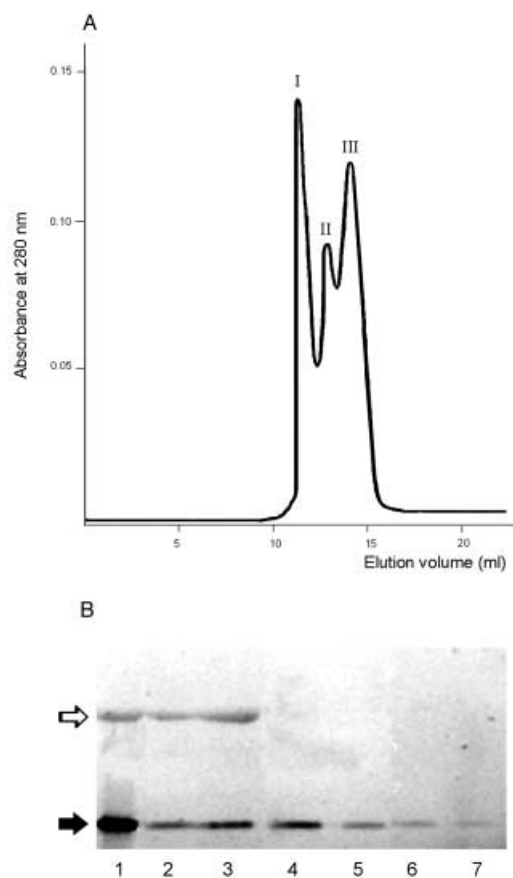 A
0.15
I
III
0.10
II
Absorbance at 280 nm
0.05
5 10 15 20
Elution volume (ml)
B
1 2 3 4 5 6 7